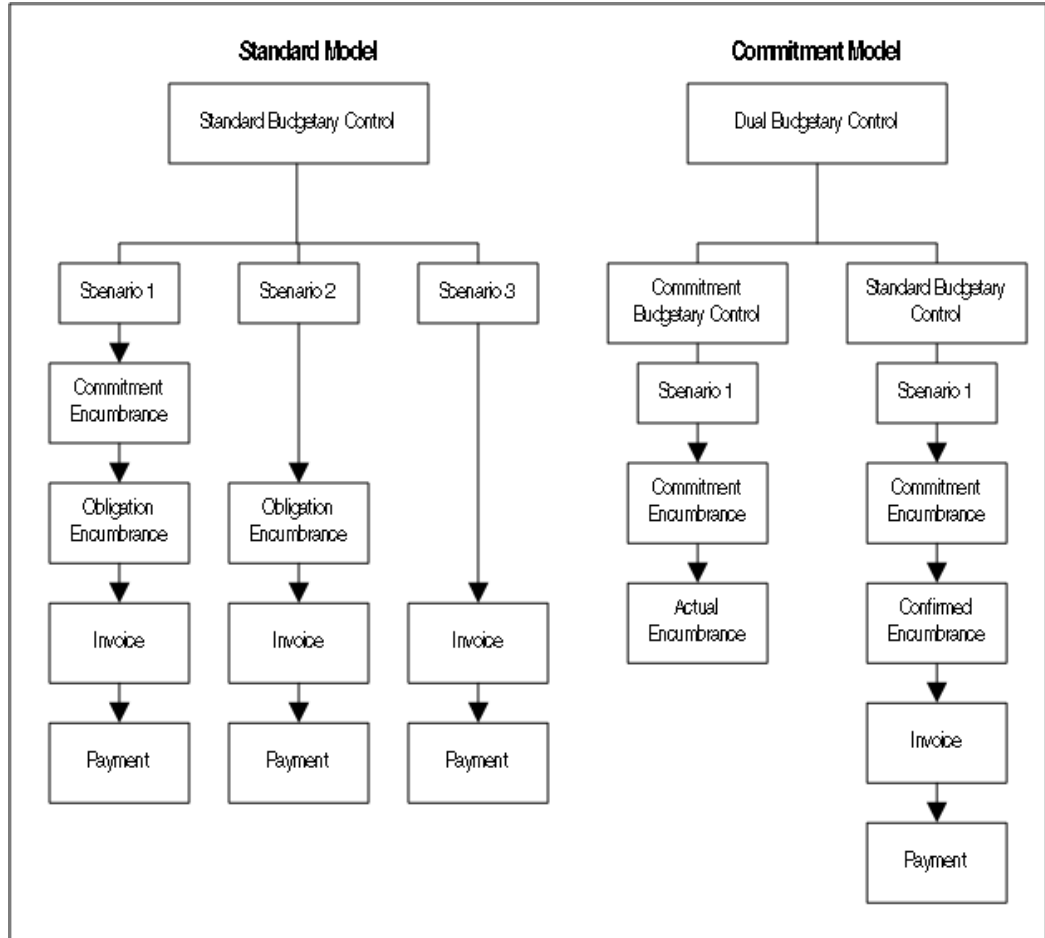 Standard Model
Standard Budgetary Control
Scenario 1
Scenario 2
Scenario 3
Commitment
Encumbrance
Obligation
Encumbrance
Obligation
Encumbrance
Invoice
Invoice
Invoice
Payment
Payment
Payment
Commitment Model
Dual Budgetary Control
Commitment
Budgetary Control
Standard Budgetary
Control
Scenario 1
Scenario 1
Commitment
Encumbrance
Commitment
Encumbrance
Actual
Encumbrance
Confirmed
Encumbrance
Invoice
Payment